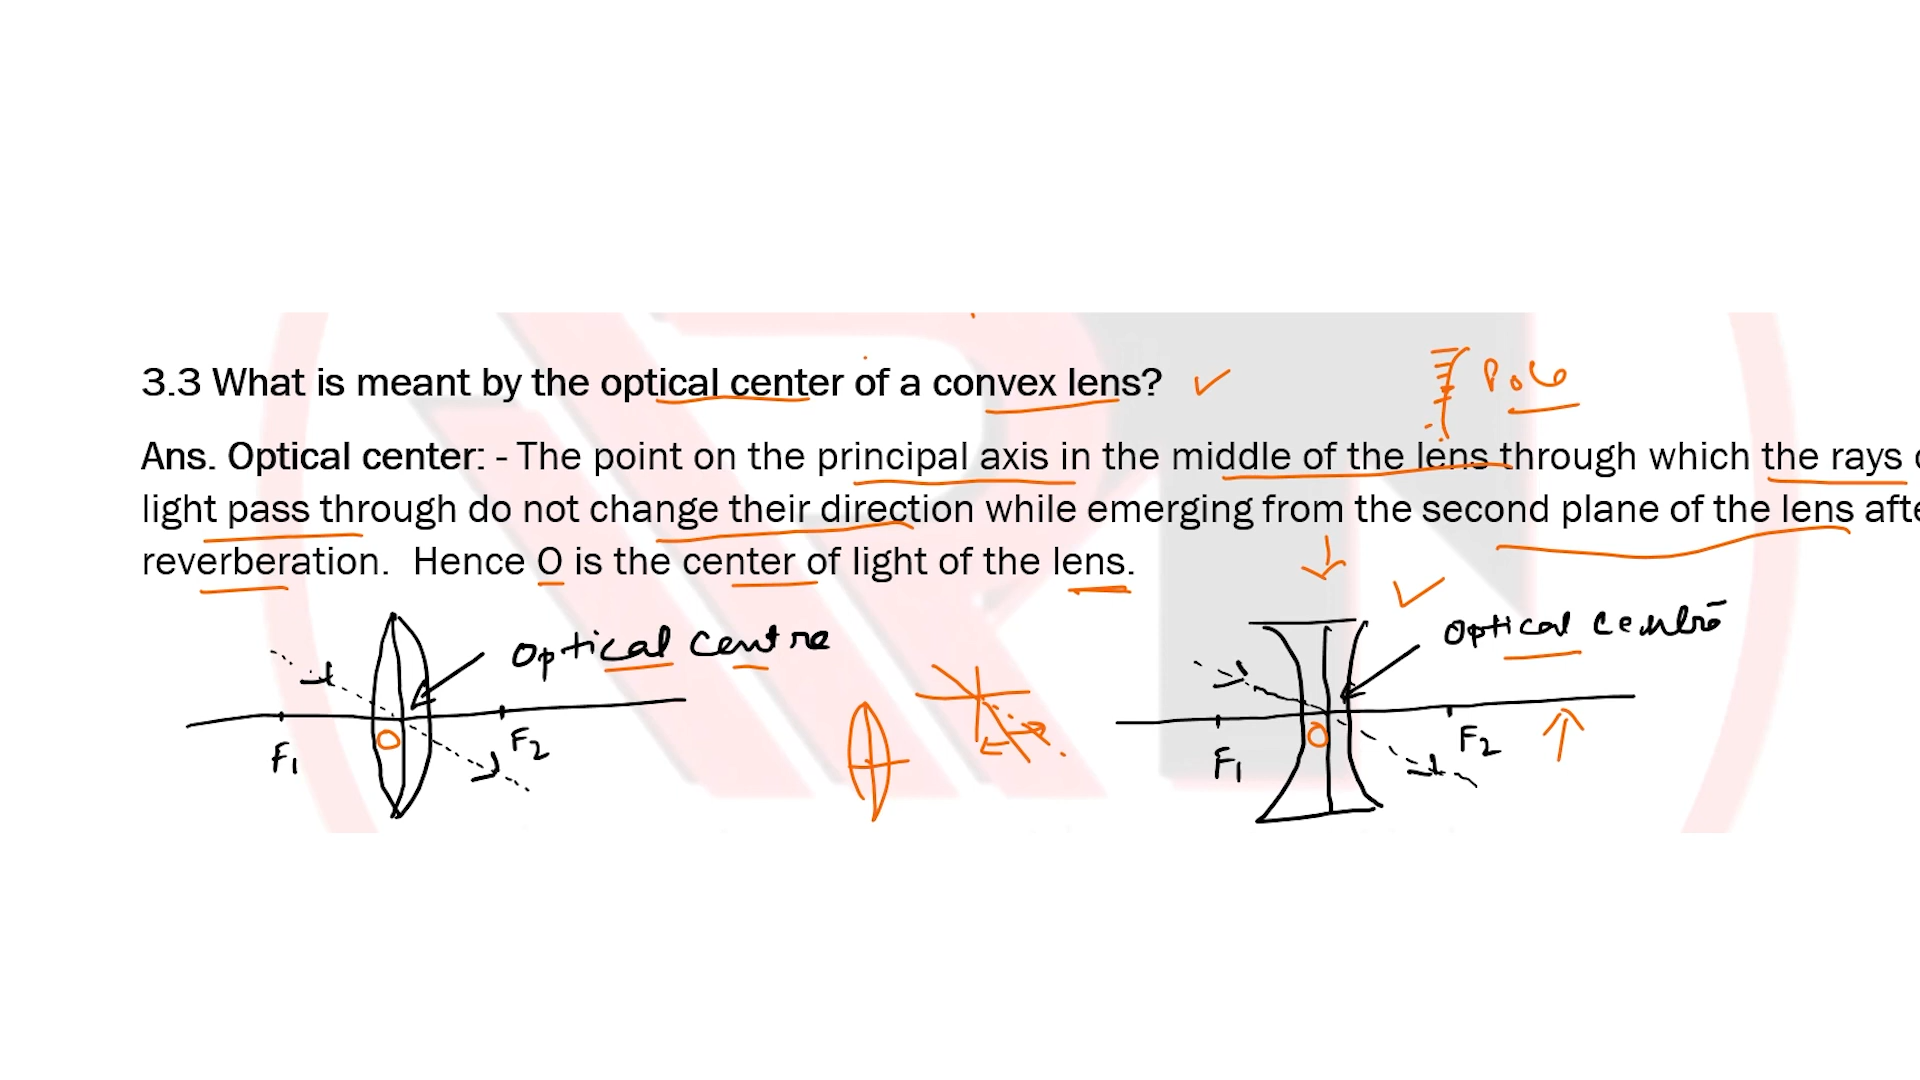 3.3 What is meant by the optical center of a convex lens?
Pole
Ans. Optical center: - The point on the principal axis in the middle of the lens through which the rays
light pass through do not change their direction while emerging from the second plane of the lens afte
reverberation. Hence O is the center of light of the lens.
Optical centre
Optical centre
O
F1
F2
O
F1
F2